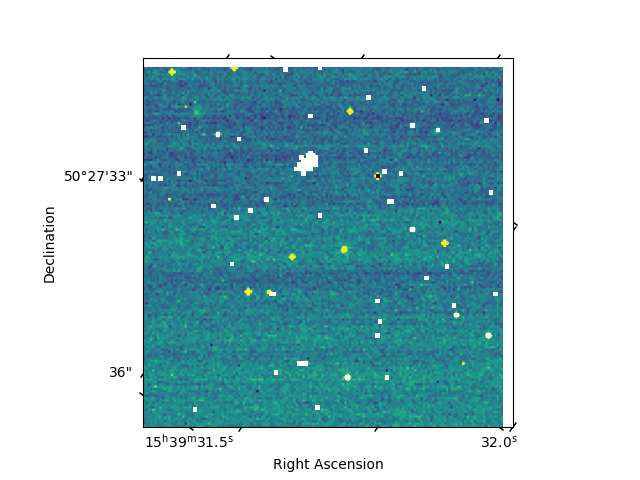 Declination
50°27'33"
36"
15ʰ39ᵐ31.5ˢ
32.0ˢ
Right Ascension